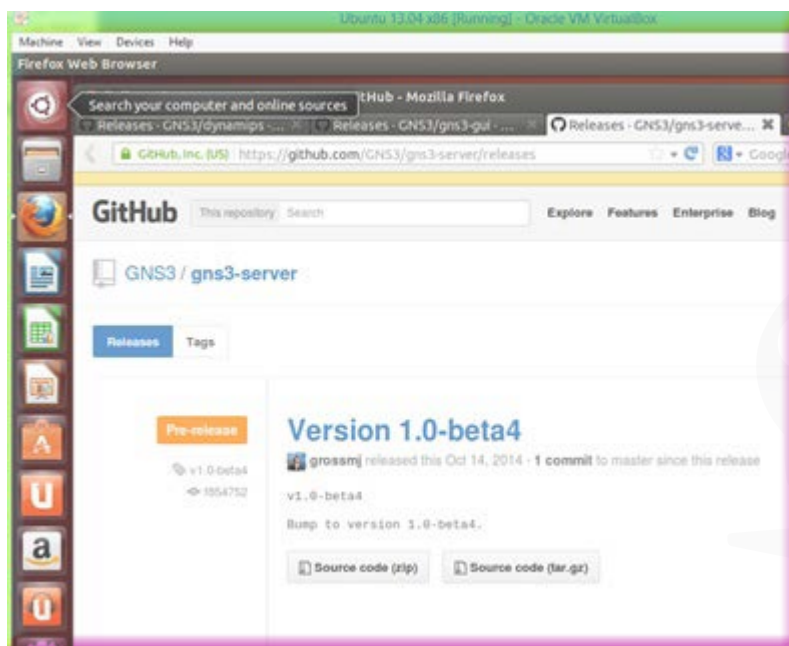 Ubuntu 13.04 x86 [Running] - Oracle VM VirtualBox
Machine View Devices Help
Firefox Web Browser
Search your computer and online sources tHub - Mozilla Firefox
Releases · GNS3/dynamips -... Releases · GNS3/gns3-gui · ... Releases · GNS3/gns3-serve...
GitHub, Inc. (US) https://github.com/GNS3/gns3-server/releases Googl
GitHub This repository Search Explore Features Enterprise Blog
GNS3 / gns3-server
Releases Tags
Pre-release Version 1.0-beta4
grossmj released this Oct 14, 2014 · 1 commit to master since this release
v1.0-beta4
1854752 v1.0-beta4
Bump to version 1.0-beta4.
Source code (zip) Source code (tar.gz)